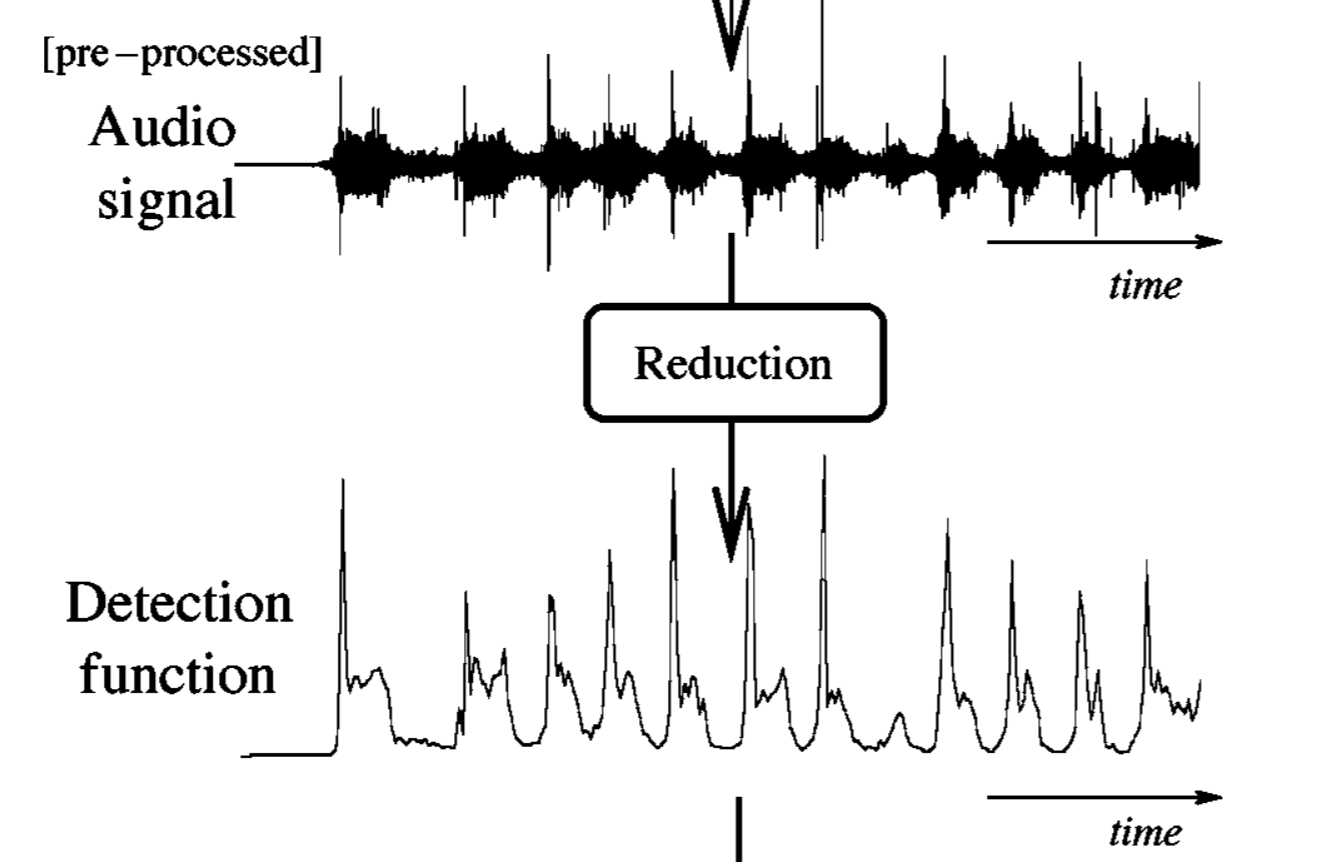 [pre-processed]
Audio
signal
time
Reduction
Detection
function
time